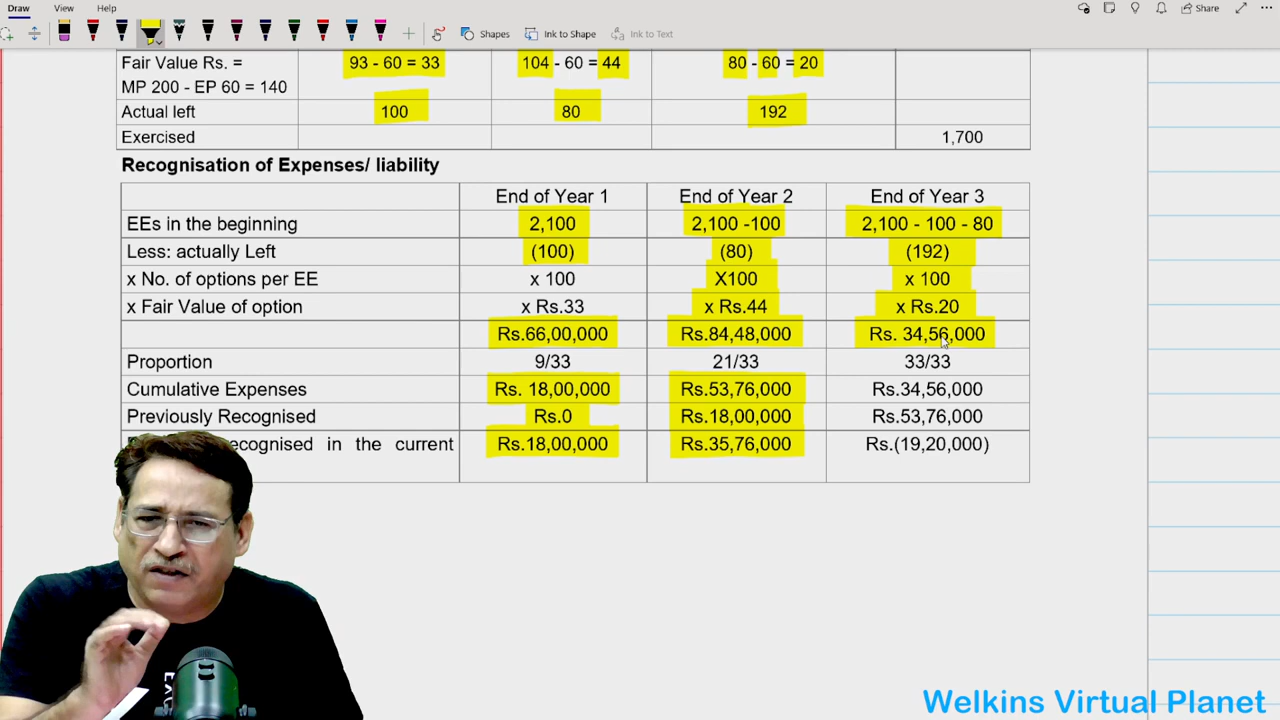 Draw View Help
Share
Shapes Ink to Shape Ink to Text
Fair Value Rs. = 93 - 60 = 33 104 - 60 = 44 80 - 60 = 20
MP 200 - EP 60 = 140
Actual left 100 80 192
Exercised 1,700
Recognisation of Expenses/ liability
End of Year 1 End of Year 2 End of Year 3
EEs in the beginning 2,100 2,100 -100 2,100 - 100 - 80
Less: actually Left (100) (80) (192)
x No. of options per EE x 100 X100 x 100
x Fair Value of option x Rs.33 x Rs.44 x Rs.20
Rs.66,00,000 Rs.84,48,000 Rs. 34,56,000
Proportion 9/33 21/33 33/33
Cumulative Expenses Rs. 18,00,000 Rs.53,76,000 Rs.34,56,000
Previously Recognised Rs.0 Rs.18,00,000 Rs.53,76,000
recognised in the current Rs.18,00,000 Rs.35,76,000 Rs.(19,20,000)
Welkins Virtual Planet